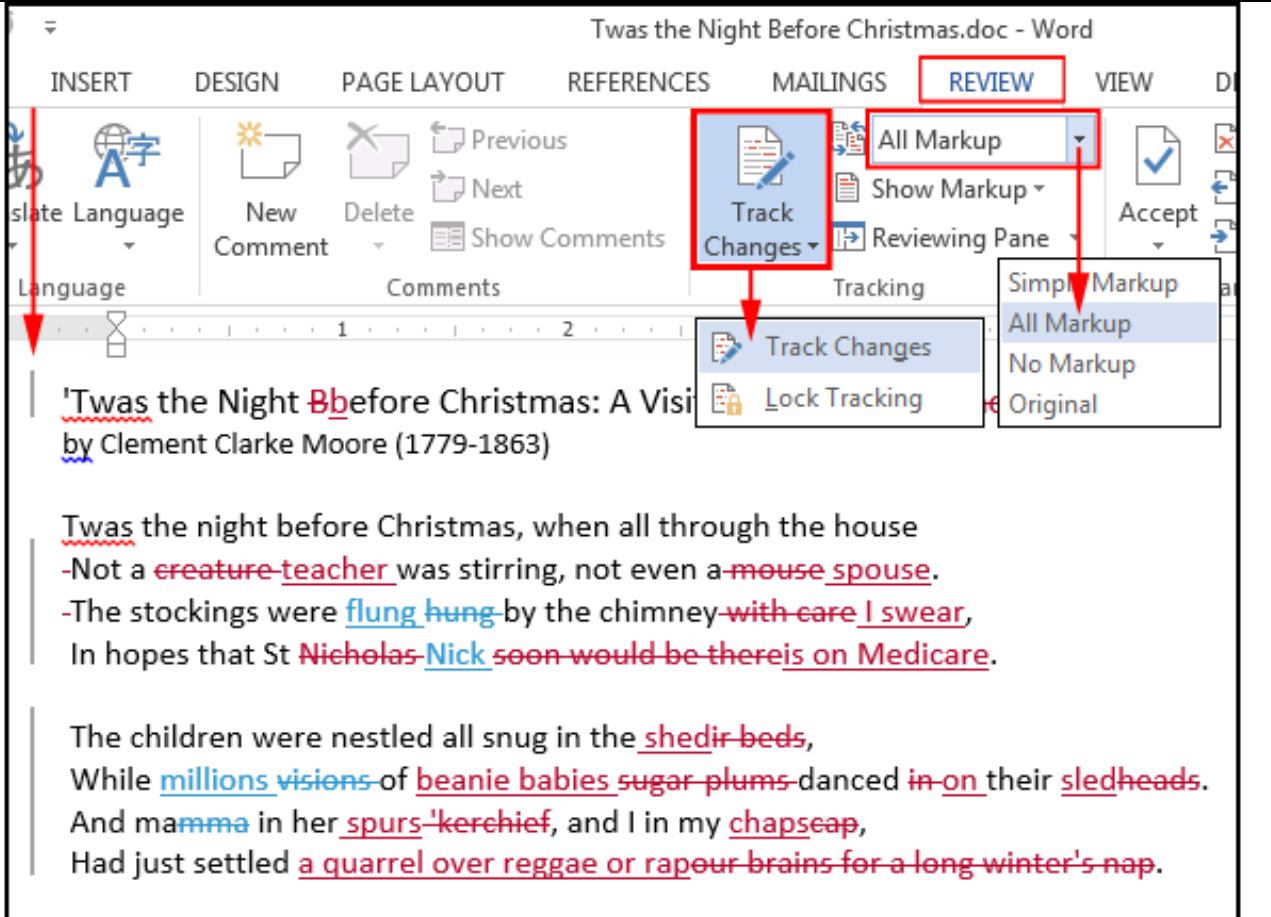 Twas the Night Before Christmas.doc - Word
INSERT DESIGN PAGE LAYOUT REFERENCES MAILINGS REVIEW VIEW
あ A字 All Markup
Previous
Next Show Markup
slate Language New Comment Delete Track Changes Accept
Show Comments Reviewing Pane
Language Comments Tracking
Simple Markup
All Markup
No Markup
Original
1 2
Track Changes
Lock Tracking
'Twas the Night Bbefore Christmas: A Visi
by Clement Clarke Moore (1779-1863)
Twas the night before Christmas, when all through the house
-Not a creature teacher was stirring, not even a mouse spouse.
-The stockings were flung hung by the chimney with care I swear,
In hopes that St Nicholas Nick soon would be thereis on Medicare.
The children were nestled all snug in the shedir beds,
While millions visions of beanie babies sugar plums danced in on their sledheads.
And mamma in her spurs 'kerchief, and I in my chapscap,
Had just settled a quarrel over reggae or rapour brains for a long winter's nap.